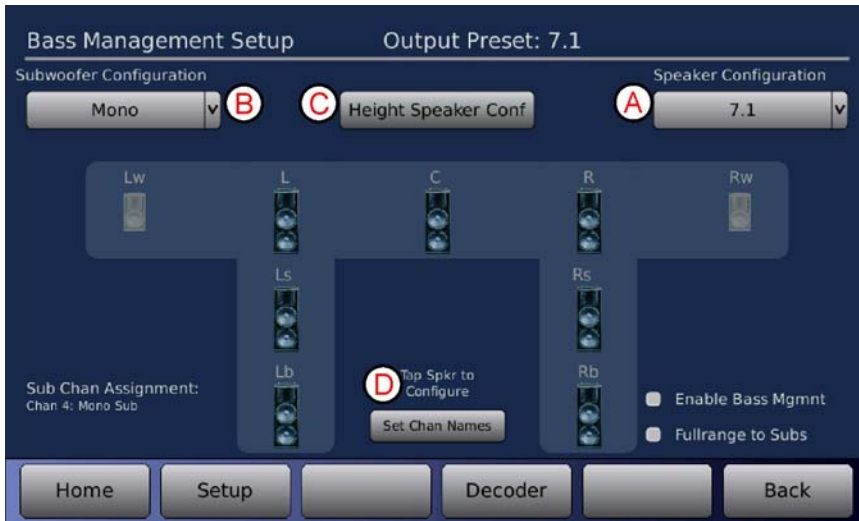 Bass Management Setup Output Preset: 7.1
Subwoofer Configuration Speaker Configuration
Mono v B C Height Speaker Conf A 7.1 v
Lw L C R Rw
Ls Rs
Lb Rb
D Tap Spkr to
Configure
Set Chan Names
Sub Chan Assignment:
Chan 4: Mono Sub
Enable Bass Mgmnt
Fullrange to Subs
Home Setup Decoder Back